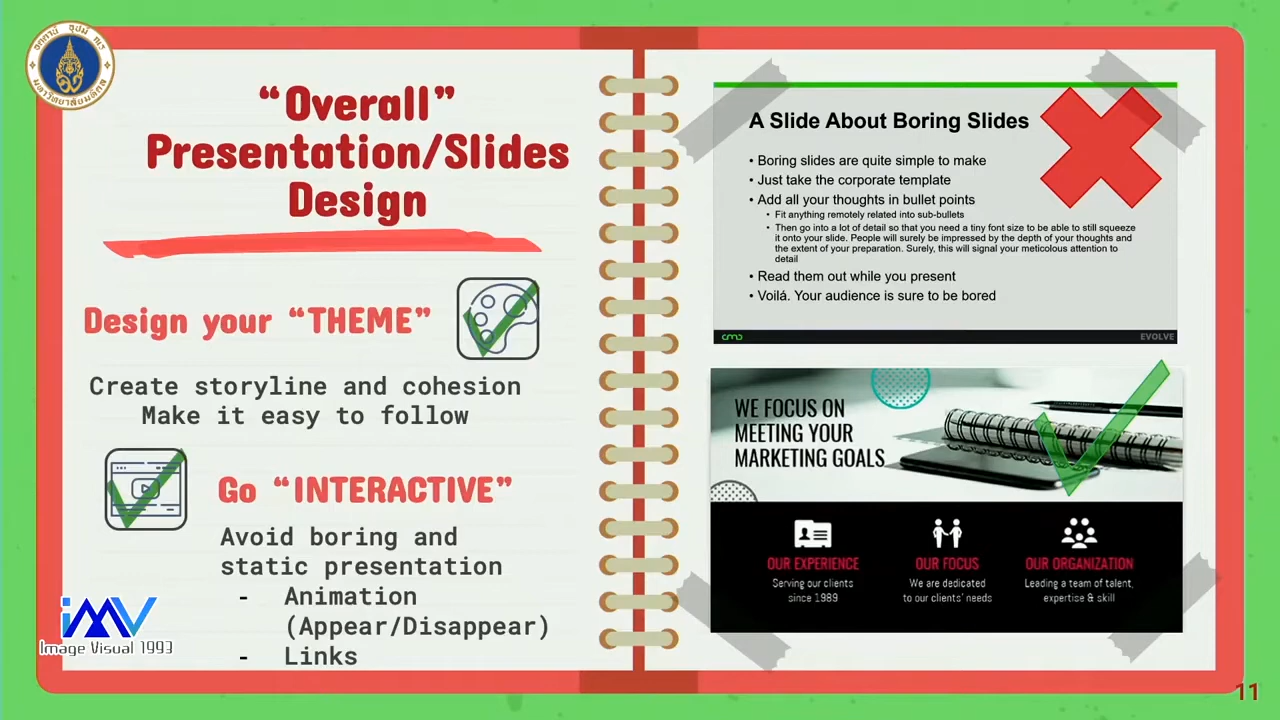 “Overall”
Presentation/Slides
Design
Design your “THEME”
Create storyline and cohesion
Make it easy to follow
Go “INTERACTIVE”
Avoid boring and
static presentation
- Animation
(Appear/Disappear)
- Links
iMV
Image Visual 1993
A Slide About Boring Slides
• Boring slides are quite simple to make
• Just take the corporate template
• Add all your thoughts in bullet points
• Fit anything remotely related into sub-bullets
• Then go into a lot of detail so that you need a tiny font size to be able to still squeeze
it onto your slide. People will surely be impressed by the depth of your thoughts and
the extent of your preparation. Surely, this will signal your meticolous attention to
detail
• Read them out while you present
• Voilá. Your audience is sure to be bored
EVOLVE
WE FOCUS ON
MEETING YOUR
MARKETING GOALS
OUR EXPERIENCE
Serving our clients
since 1989
OUR FOCUS
We are dedicated
to our clients’ needs
OUR ORGANIZATION
Leading a team of talent,
expertise & skill
11